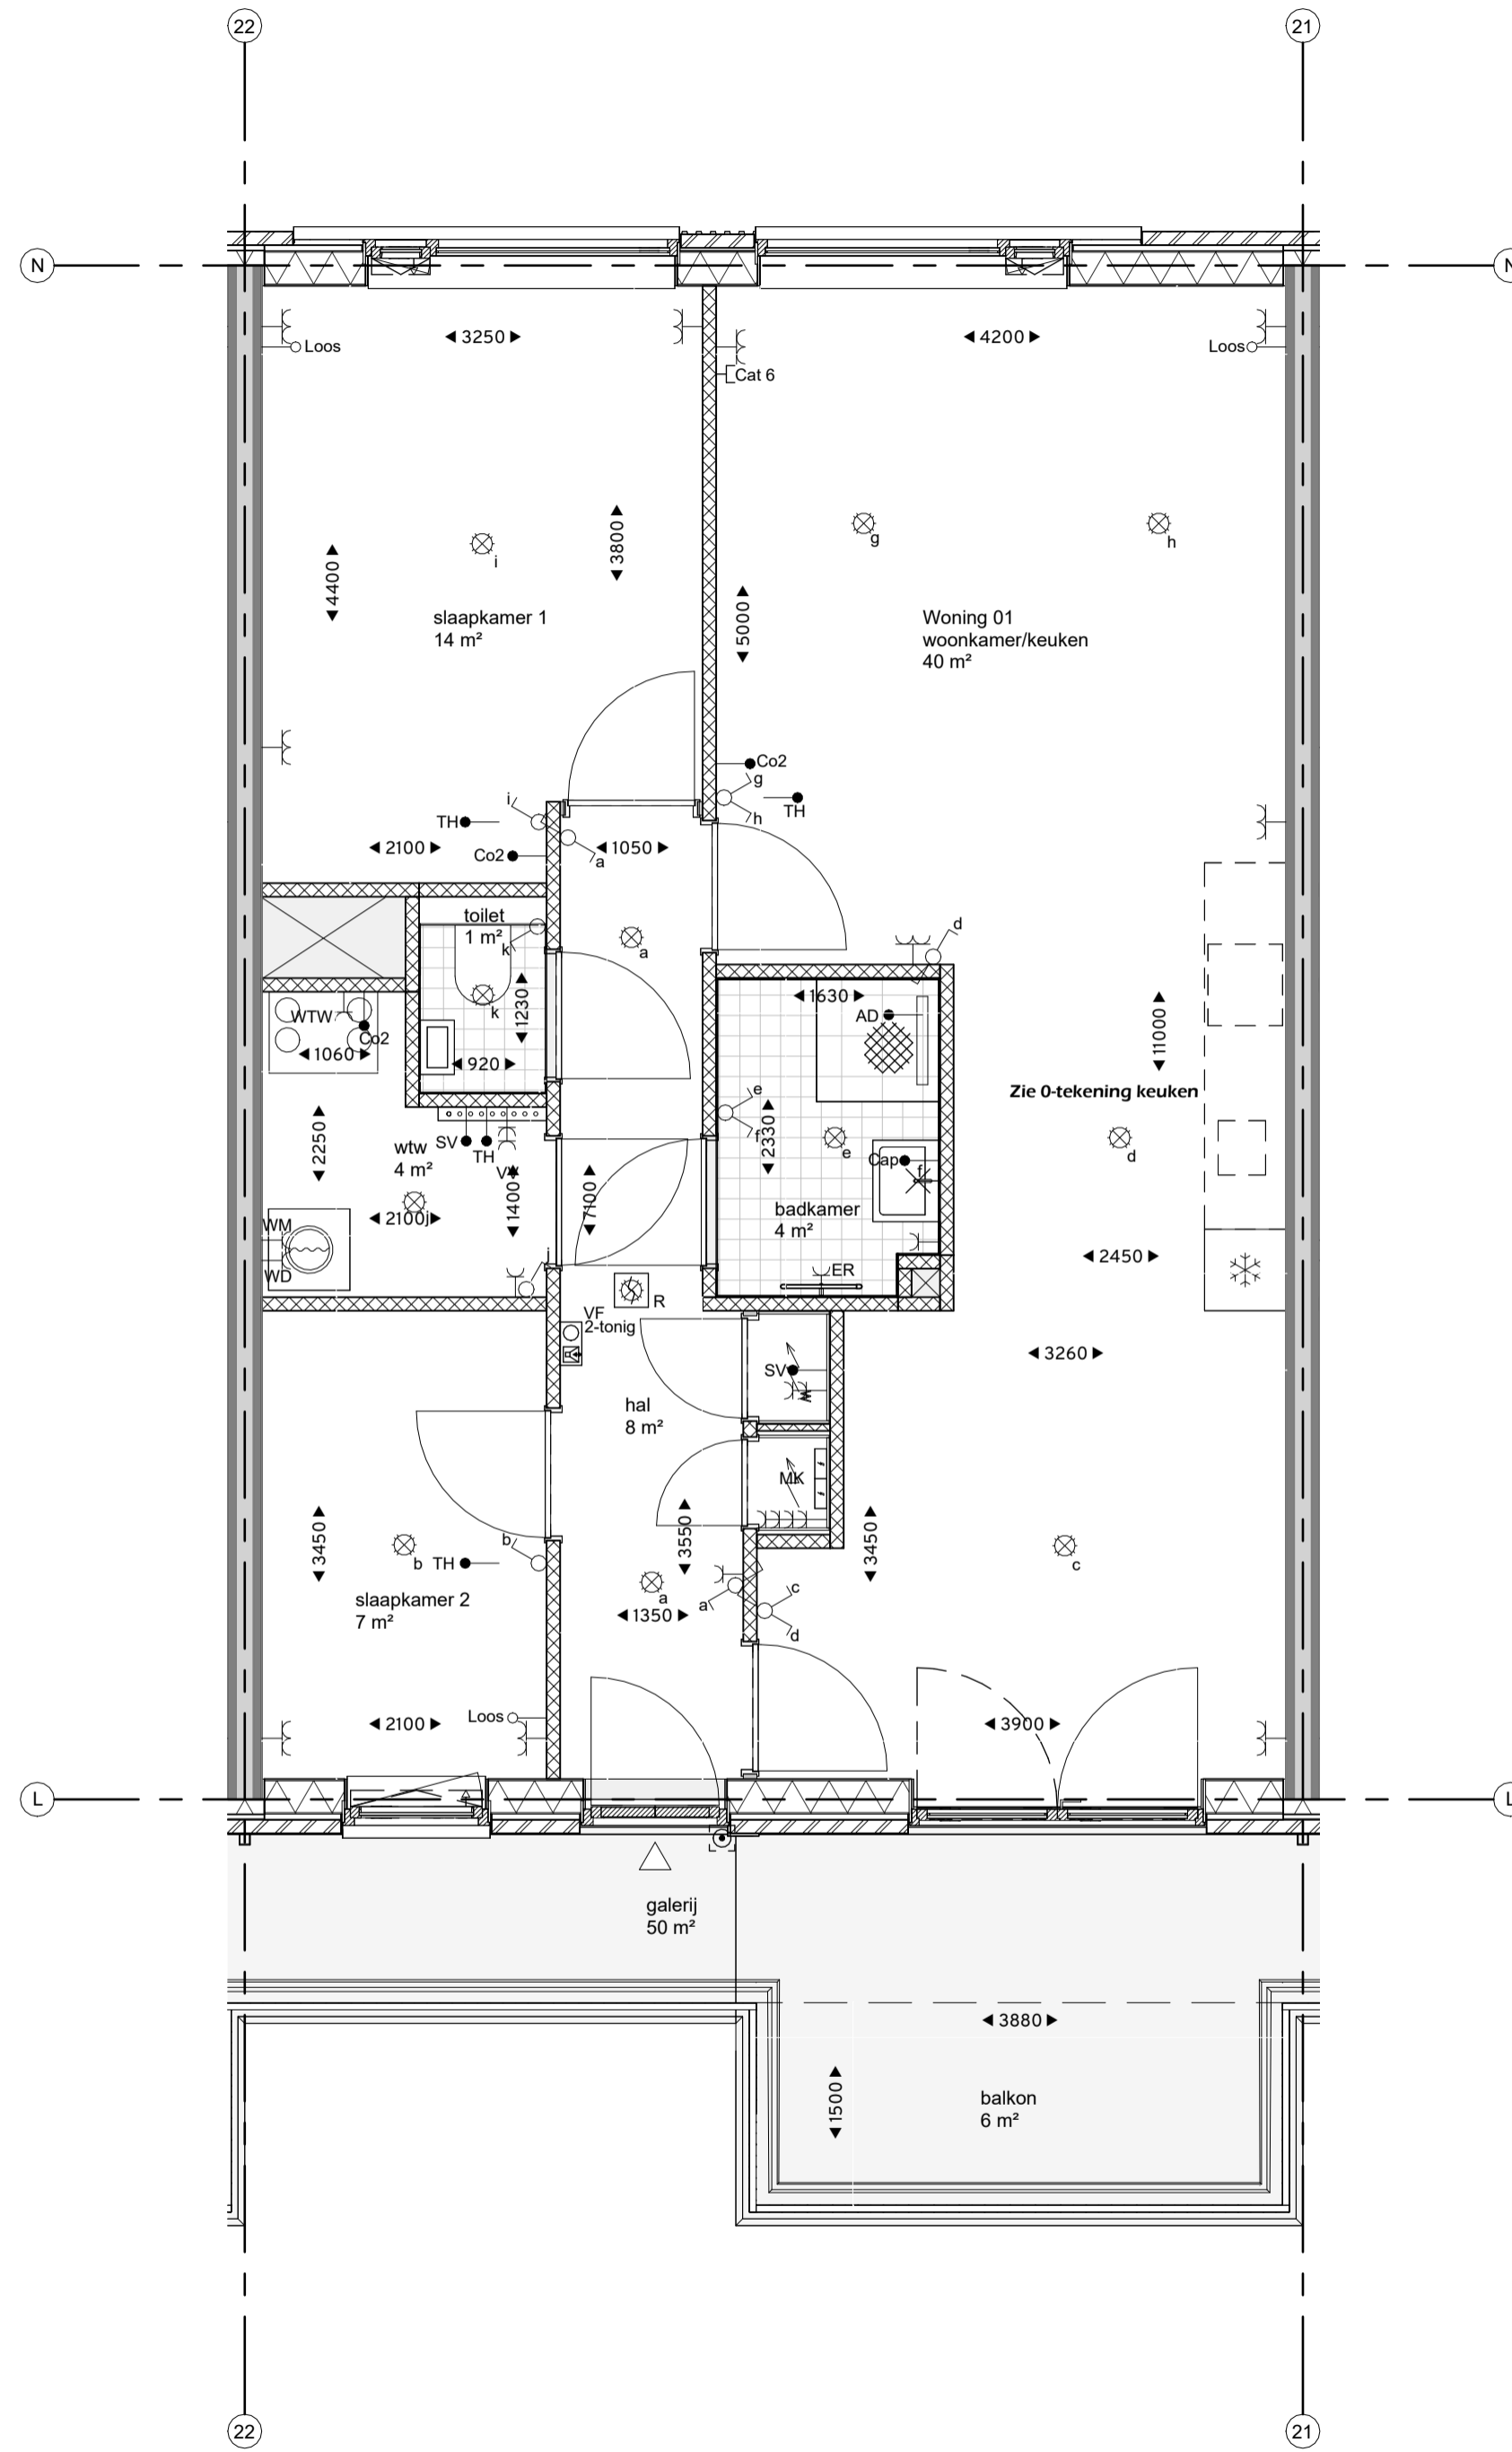 22
21
N
N
3250
4200
Loos
Loos
Cat 6
g
h
i
3800
4400
slaapkamer 1
14 m²
5000
Woning 01
woonkamer/keuken
40 m²
Co2
g
h
TH
i
TH
Co2
2100
1050
a
toilet
1 m²
k
a
d
k
1230
920
WTW
Co2
1060
1630
AD
11000
Zie 0-tekening keuken
e
f
2330
e
d
Cap
f
2250
SV
TH
wtw
4 m²
1400
7100
2100
j
WM
WD
j
badkamer
4 m²
2450
ER
R
VF
2-tonig
3260
SV
hal
8 m²
MK
3450
b
b
TH
3550
3450
c
slaapkamer 2
7 m²
a
1350
a
c
d
Loos
2100
3900
L
L
galerij
50 m²
3880
1500
balkon
6 m²
22
21